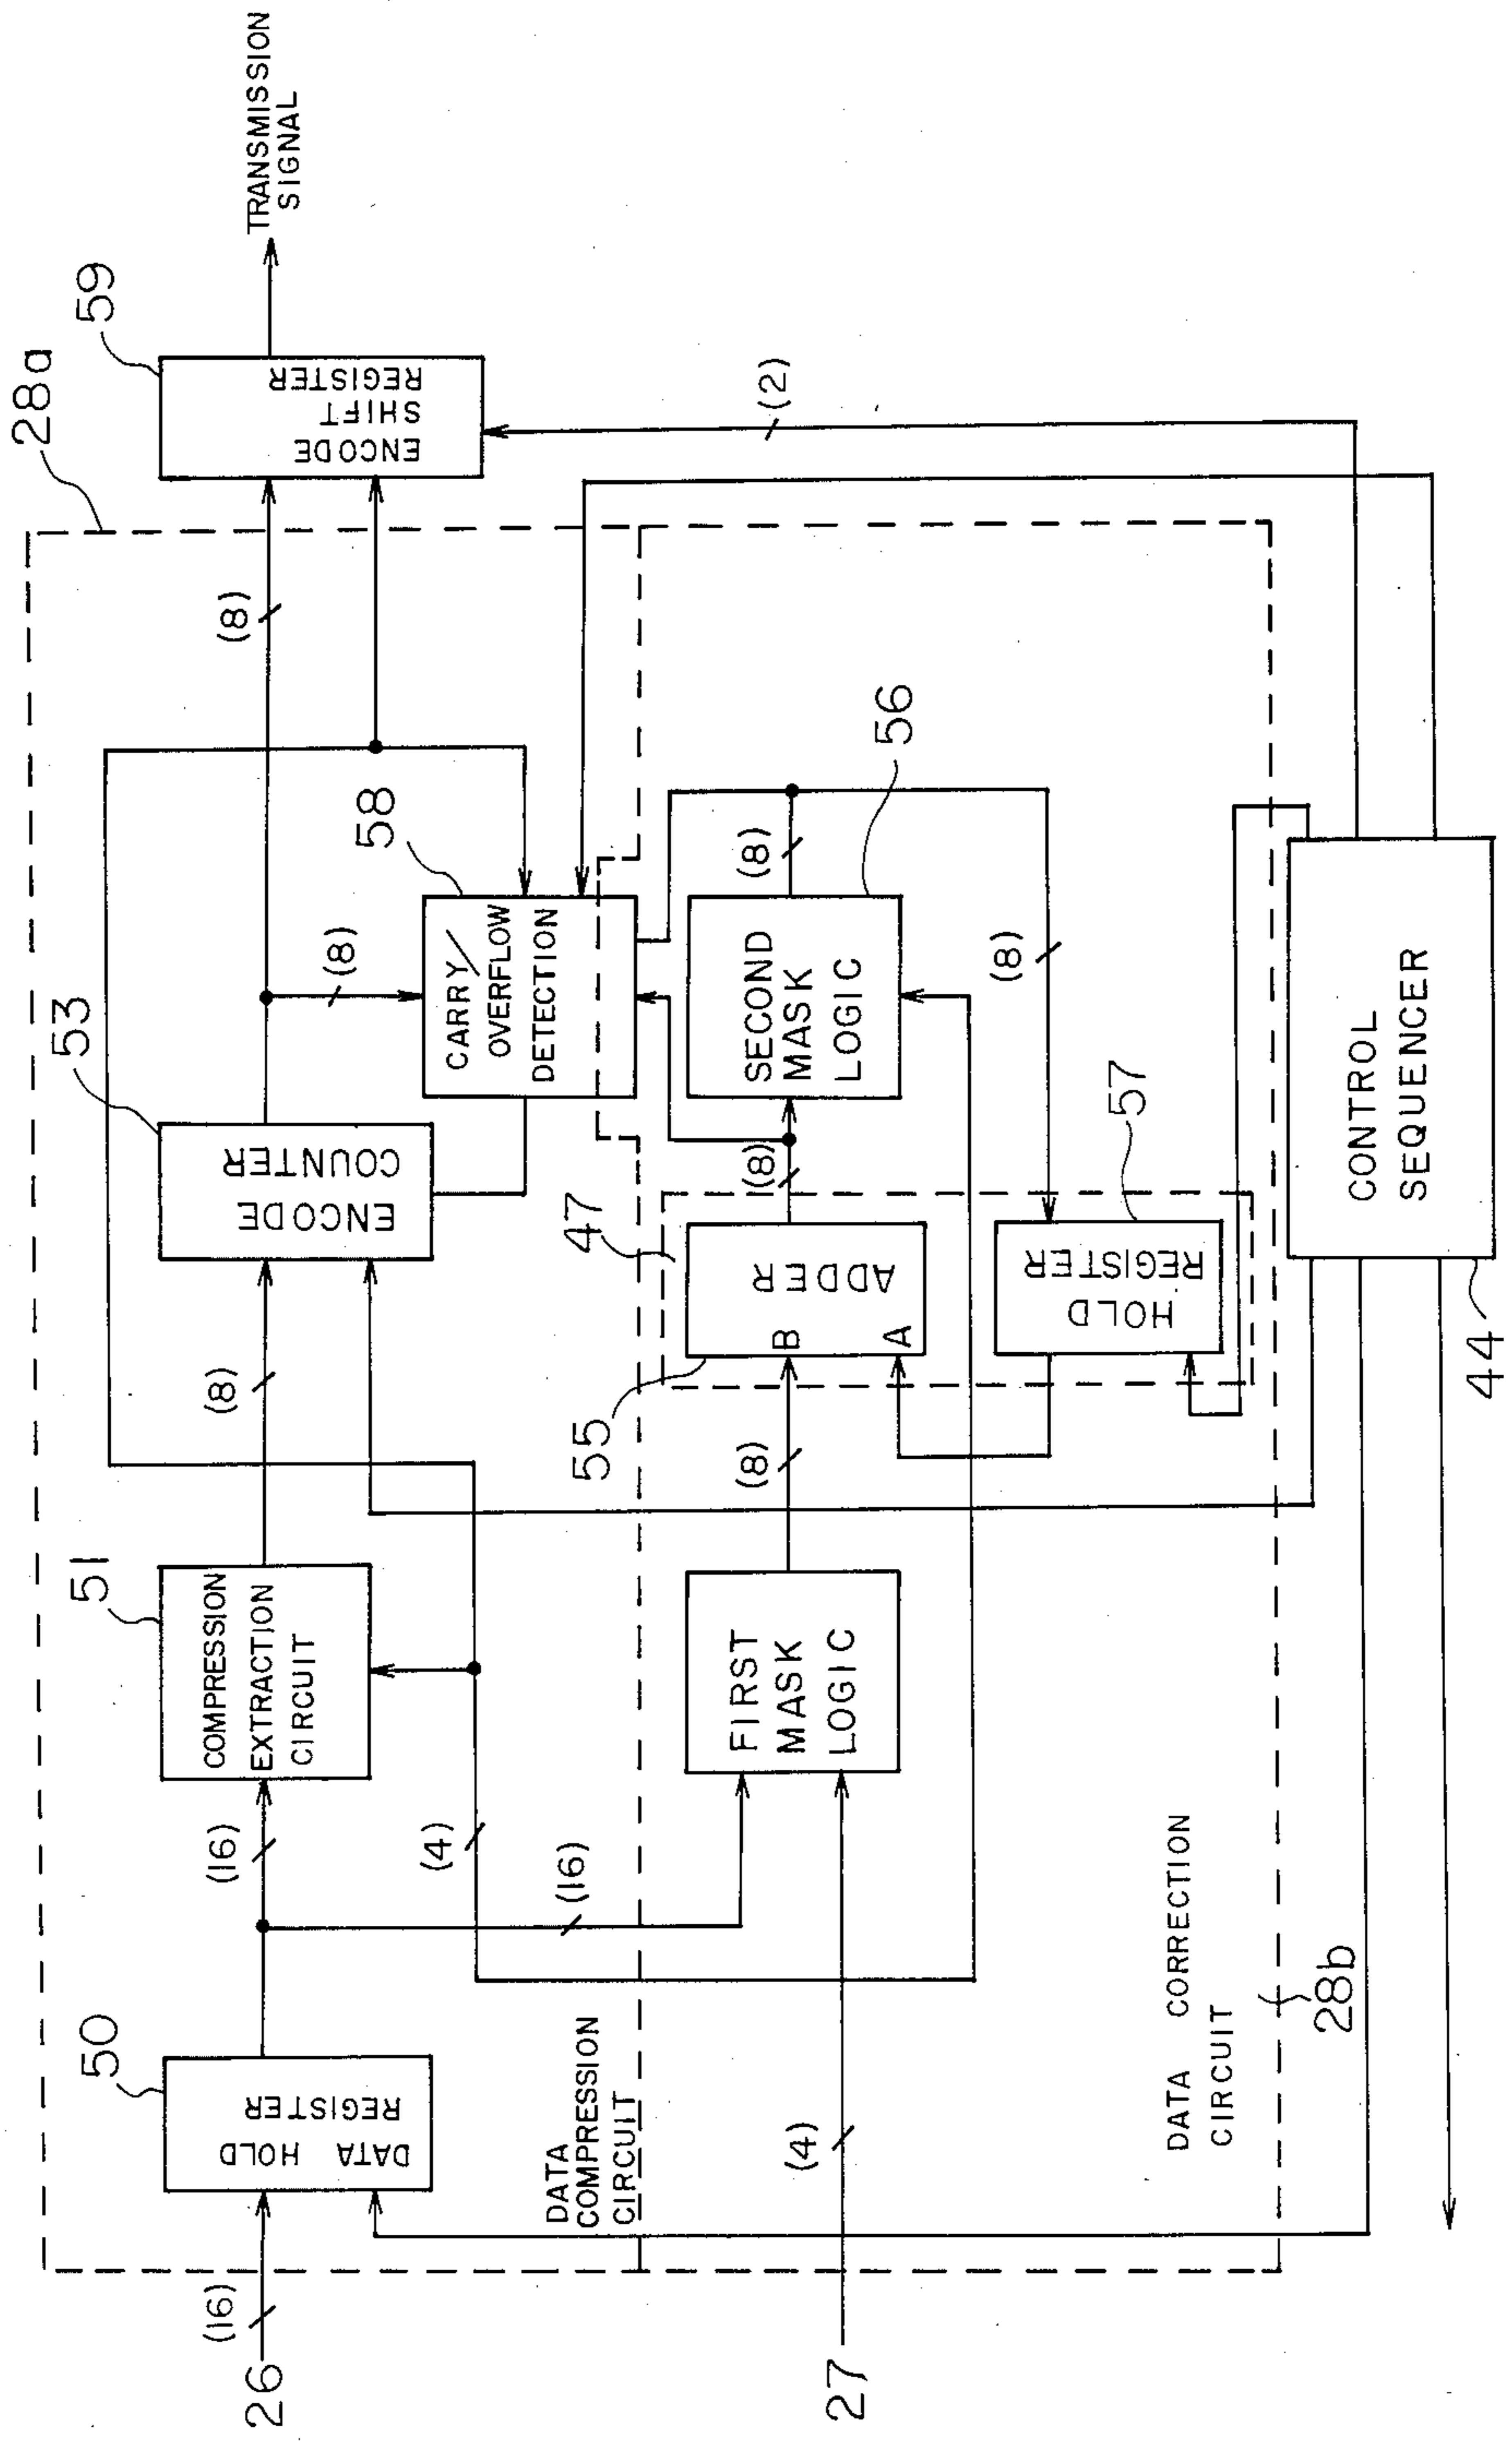 28a
59
TRANSMISSION
SIGNAL
ENCODE
SHIFT
REGISTER
(8)
(2)
53
ENCODE
COUNTER
(8)
58
CARRY/
OVERFLOW
DETECTION
51
COMPRESSION
EXTRACTION
CIRCUIT
(8)
(16)
50
DATA HOLD
REGISTER
(16)
26
(4)
(16)
DATA
COMPRESSION
CIRCUIT
56
(8)
SECOND
MASK
LOGIC
(8)
47
(8)
ADDER
B
A
55
57
HOLD
REGISTER
(8)
FIRST
MASK
LOGIC
(4)
27
DATA CORRECTION
CIRCUIT
28b
CONTROL
SEQUENCER
44